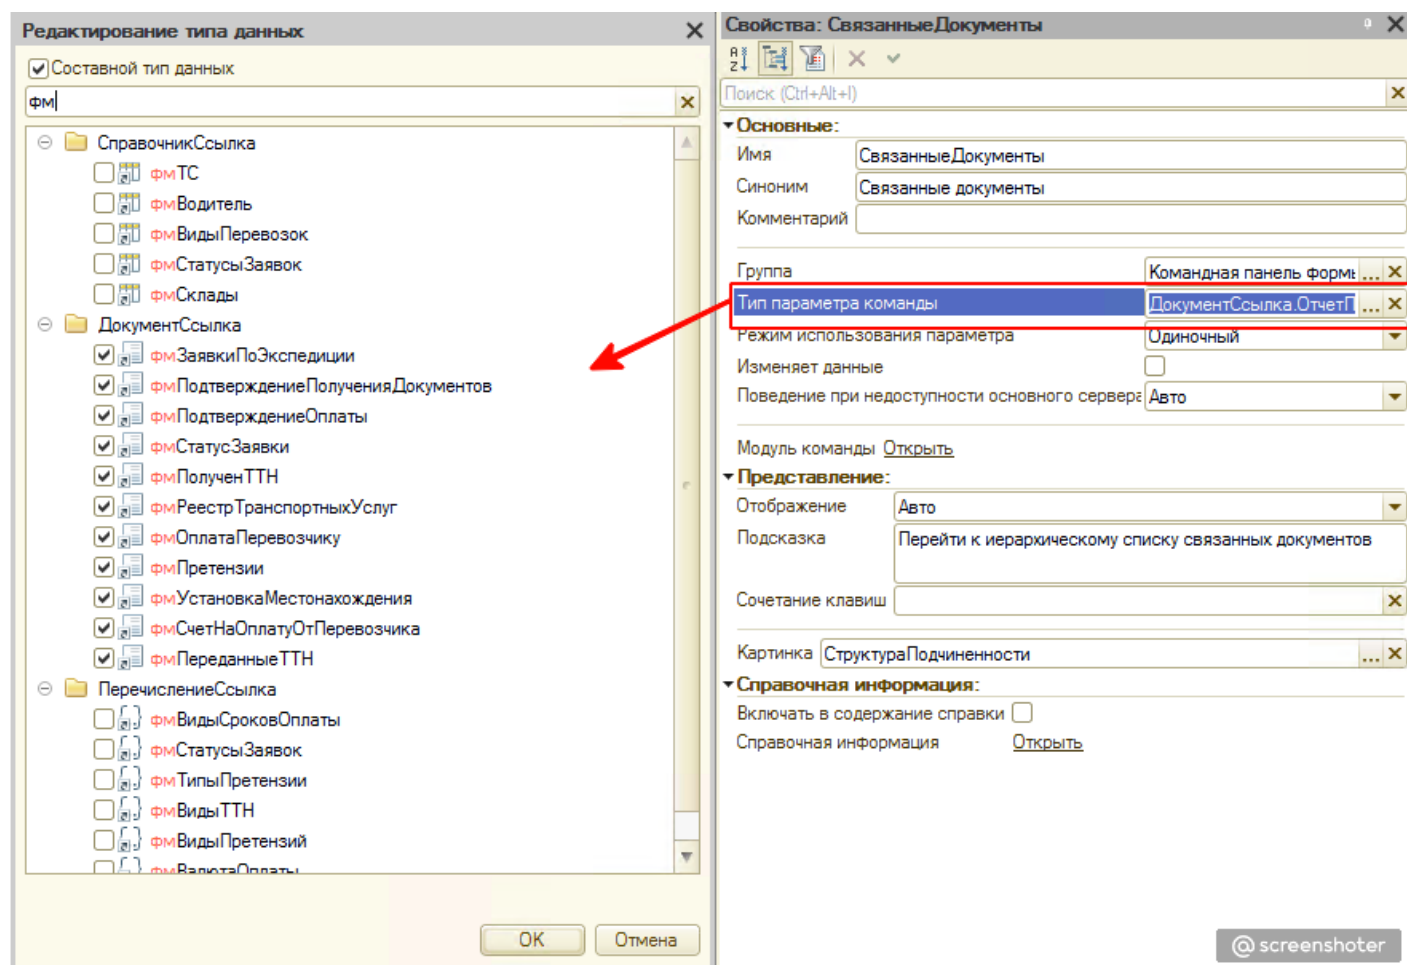 Редактирование типа данных
Составной тип данных
фм
СправочникСсылка
фмТС
фмВодитель
фмВидыПеревозок
фмСтатусыЗаявок
фмСклады
ДокументСсылка
фмЗаявкиПоЭкспедиции
фмПодтверждениеПолученияДокументов
фмПодтверждениеОплаты
фмСтатусЗаявки
фмПолученТТН
фмРеестрТранспортныхУслуг
фмОплатаПеревозчику
фмПретензии
фмУстановкаМестонахождения
фмСчетНаОплатуОтПеревозчика
фмПереданныеТТН
ПеречислениеСсылка
фмВидыСроковОплаты
фмСтатусыЗаявок
фмТипыПретензии
фмВидыТТН
фмВидыПретензий
фмВалютаОплаты
OK
Отмена
Свойства: СвязанныеДокументы
Поиск (Ctrl+Alt+I)
Основные:
Имя СвязанныеДокументы
Синоним Связанные документы
Комментарий
Группа Командная панель формы ...
Тип параметра команды ДокументСсылка.ОтчетП ...
Режим использования параметра Одиночный
Изменяет данные
Поведение при недоступности основного сервера Авто
Модуль команды Открыть
Представление:
Отображение Авто
Подсказка Перейти к иерархическому списку связанных документов
Сочетание клавиш
Картинка СтруктураПодчиненности ...
Справочная информация:
Включать в содержание справки
Справочная информация Открыть
@screenshoter